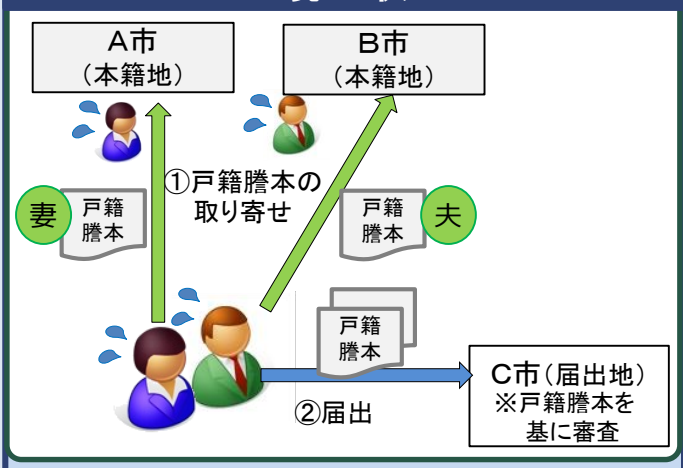 A市
(本籍地)
B市
(本籍地)
①戸籍謄本の
取り寄せ
妻
戸籍
謄本
戸籍
謄本
夫
戸籍
謄本
②届出
C市(届出地)
※戸籍謄本を
基に審査